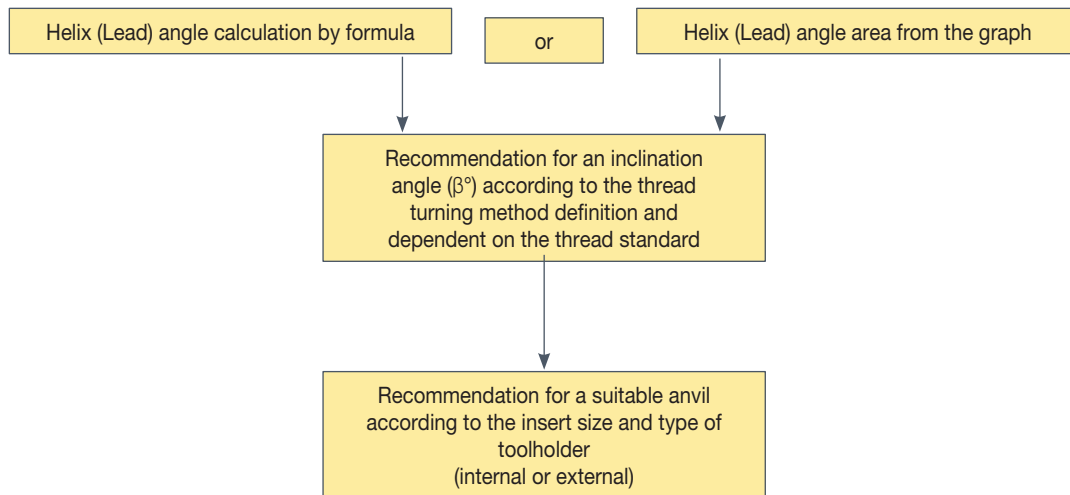 Helix (Lead) angle calculation by formula
or
Helix (Lead) angle area from the graph
Recommendation for an inclination
angle (β°) according to the thread
turning method definition and
dependent on the thread standard
Recommendation for a suitable anvil
according to the insert size and type of
toolholder
(internal or external)